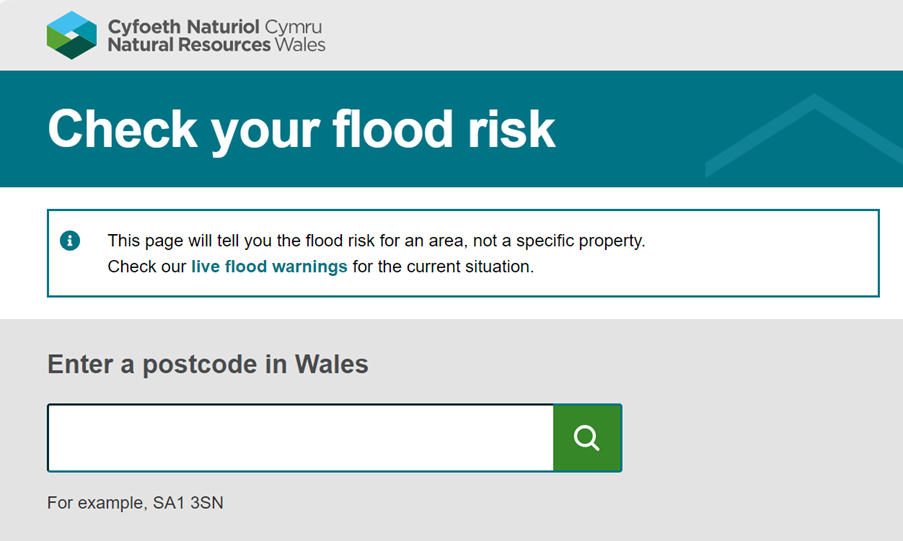 Cyfoeth Naturiol Cymru
Natural Resources Wales
Check your flood risk
This page will tell you the flood risk for an area, not a specific property.
Check our live flood warnings for the current situation.
Enter a postcode in Wales
For example, SA1 3SN